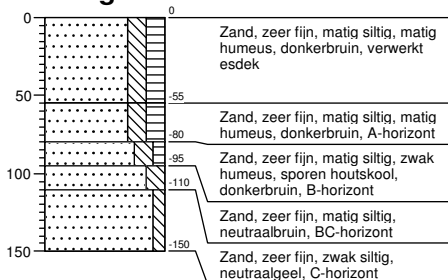 0
0
Zand, zeer fijn, matig siltig, matig
humeus, donkerbruin, verwerkt
esdek
50
-55
Zand, zeer fijn, matig siltig, matig
humeus, donkerbruin, A-horizont
-80
Zand, zeer fijn, matig siltig, zwak
humeus, sporen houtskool,
donkerbruin, B-horizont
-95
100
-110
Zand, zeer fijn, matig siltig,
neutraalbruin, BC-horizont
150
-150
Zand, zeer fijn, zwak siltig,
neutraalgeel, C-horizont